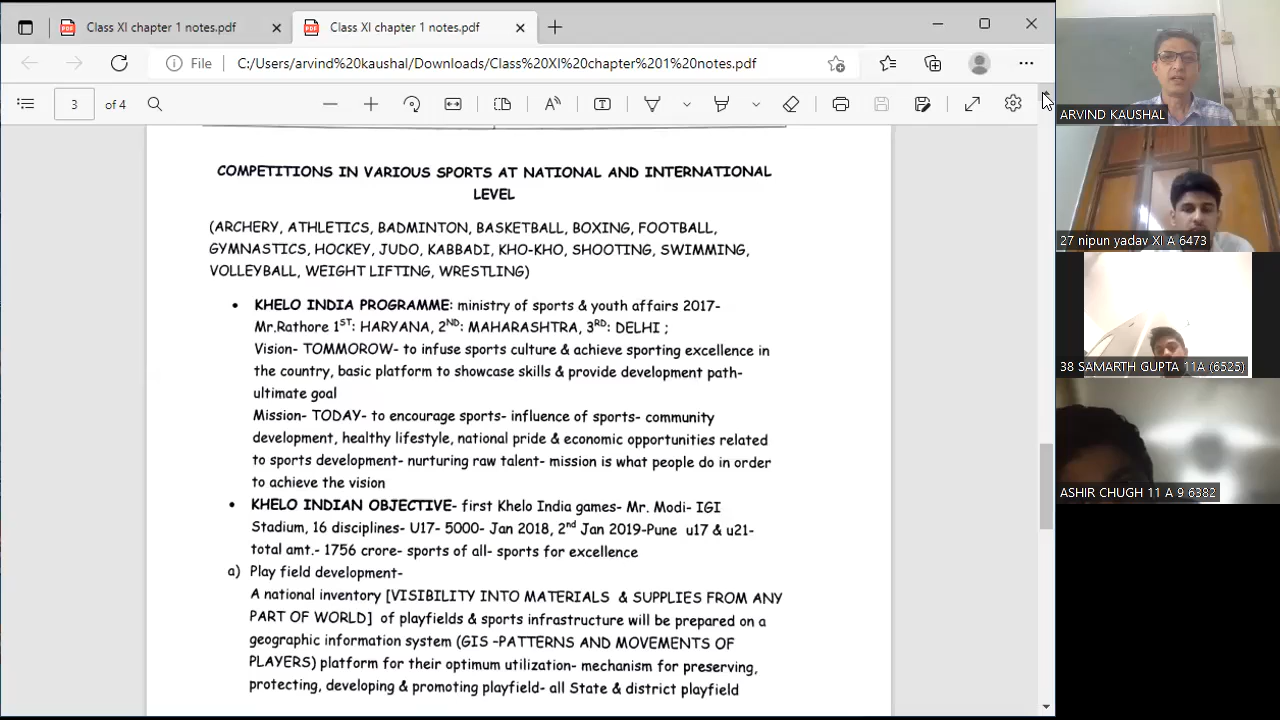 Class XI chapter 1 notes.pdf
Class XI chapter 1 notes.pdf
File
C:/Users/arvind%20kaushal/Downloads/Class%20XI%20chapter%201%20notes.pdf
3 of 4
COMPETITIONS IN VARIOUS SPORTS AT NATIONAL AND INTERNATIONAL
LEVEL
(ARCHERY, ATHLETICS, BADMINTON, BASKETBALL, BOXING, FOOTBALL,
GYMNASTICS, HOCKEY, JUDO, KABBADI, KHO-KHO, SHOOTING, SWIMMING,
VOLLEYBALL, WEIGHT LIFTING, WRESTLING)
• KHELO INDIA PROGRAMME: ministry of sports & youth affairs 2017-
Mr.Rathore 1ST: HARYANA, 2ND: MAHARASHTRA, 3RD: DELHI ;
Vision- TOMMOROW- to infuse sports culture & achieve sporting excellence in
the country, basic platform to showcase skills & provide development path-
ultimate goal
Mission- TODAY- to encourage sports- influence of sports- community
development, healthy lifestyle, national pride & economic opportunities related
to sports development- nurturing raw talent- mission is what people do in order
to achieve the vision
• KHELO INDIAN OBJECTIVE- first Khelo India games- Mr. Modi- IGI
Stadium, 16 disciplines- U17- 5000- Jan 2018, 2nd Jan 2019-Pune u17 & u21-
total amt.- 1756 crore- sports of all- sports for excellence
a) Play field development-
A national inventory [VISIBILITY INTO MATERIALS & SUPPLIES FROM ANY
PART OF WORLD] of playfields & sports infrastructure will be prepared on a
geographic information system (GIS -PATTERNS AND MOVEMENTS OF
PLAYERS) platform for their optimum utilization- mechanism for preserving,
protecting, developing & promoting playfield- all State & district playfield
ARVIND KAUSHAL
27 nipun yadav XI A 6473
38 SAMARTH GUPTA 11A (6525)
ASHIR CHUGH 11 A 9 6382